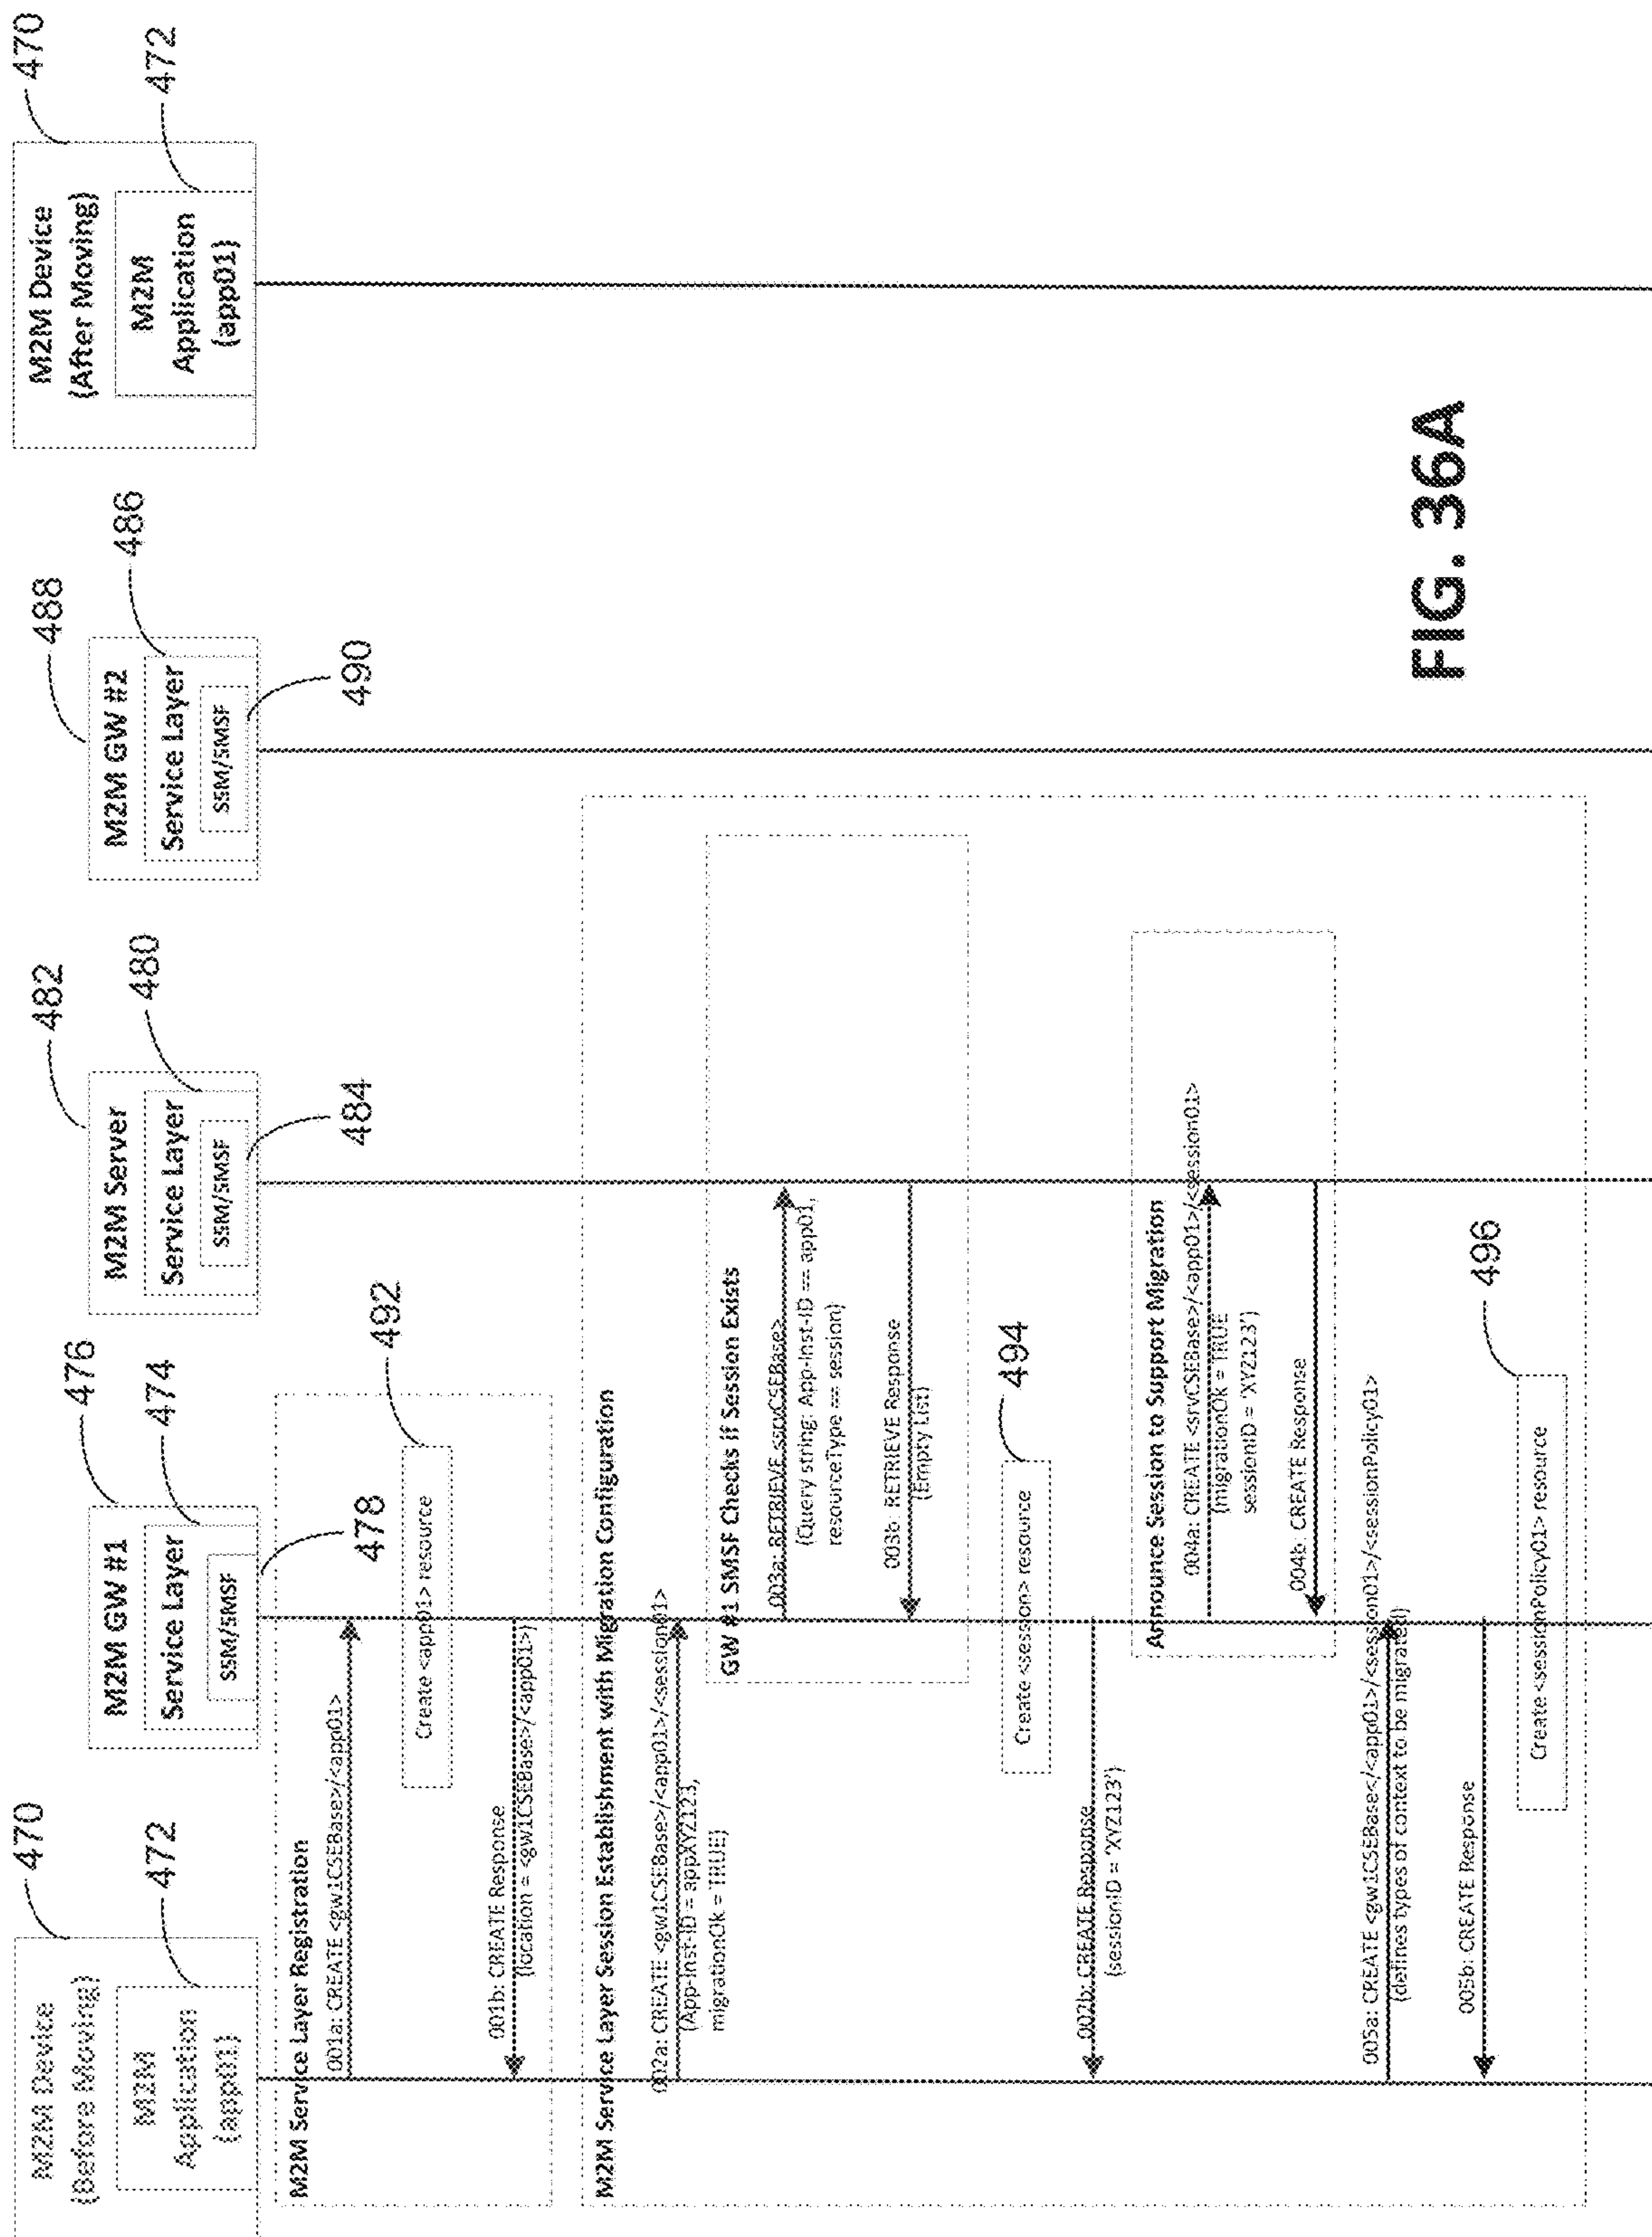 470
M2M Device
(Before Moving)
472
M2M
Application
(app01)
476
M2M GW #1
474
Service Layer
SSM/SMSF
478
482
M2M Server
480
Service Layer
SSM/SMSF
484
488
M2M GW #2
486
Service Layer
SSM/SMSF
490
470
M2M Device
(After Moving)
472
M2M
Application
(app01)
M2M Service Layer Registration
001a: CREATE <gw1CSEBase>/<app01>
492
Create <app01> resource
001b: CREATE Response
(location = <gw1CSEBase>/<app01>)
M2M Service Layer Session Establishment with Migration Configuration
002a: CREATE <gw1CSEBase>/<app01>/<session01>
(App-Inst-ID = appXYZ123,
migrationOk = TRUE)
GW #1 SMSF Checks if Session Exists
003a: RETRIEVE <srvCSEBase>
(Query string: App-Inst-ID == app01,
resourceType == session)
003b: RETRIEVE Response
(Empty List)
494
Create <session> resource
002b: CREATE Response
(sessionID = 'XYZ123')
Announce Session to Support Migration
004a: CREATE <srvCSEBase>/<app01>/<session01>
(migrationOk = TRUE
sessionID = 'XYZ123')
004b: CREATE Response
005a: CREATE <gw1CSEBase</<app01>/<session01>/<sessionPolicy01>
(defines types of context to be migrated)
005b: CREATE Response
496
Create <sessionPolicy01> resource
FIG. 36A